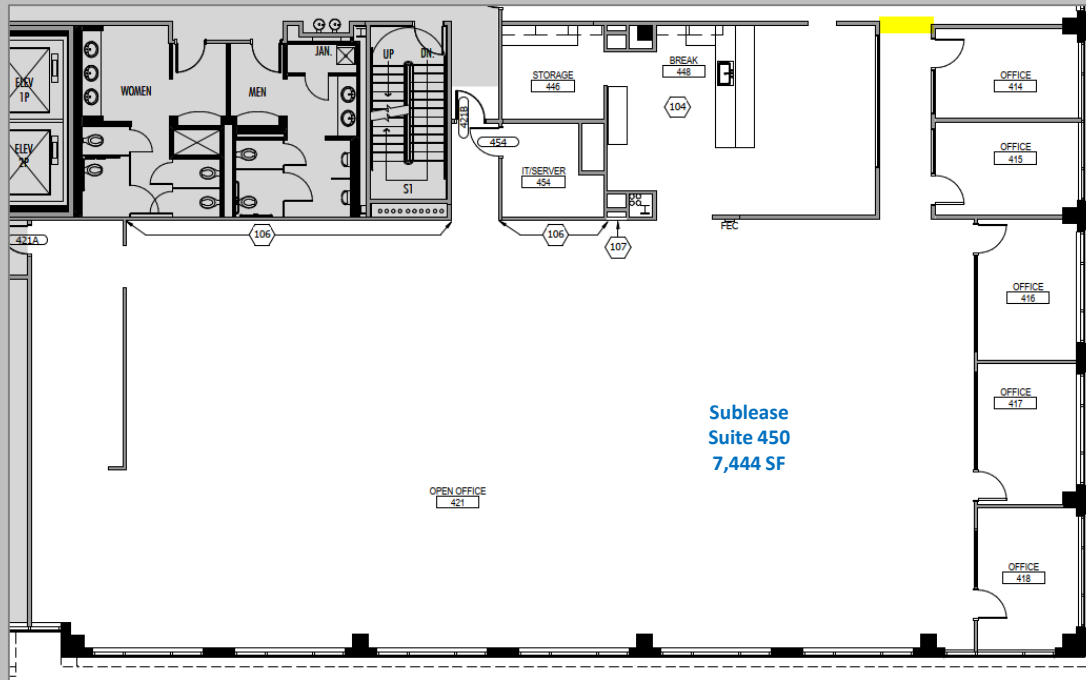 ELEV
1P
WOMEN
MEN
JAN.
UP
DN.
STORAGE
446
BREAK
448
104
OFFICE
414
421B
454
ELEV
2P
IT/SERVER
454
OFFICE
415
S1
421A
106
106
107
FEC
OFFICE
416
OFFICE
417
Sublease
Suite 450
7,444 SF
OPEN OFFICE
421
OFFICE
418